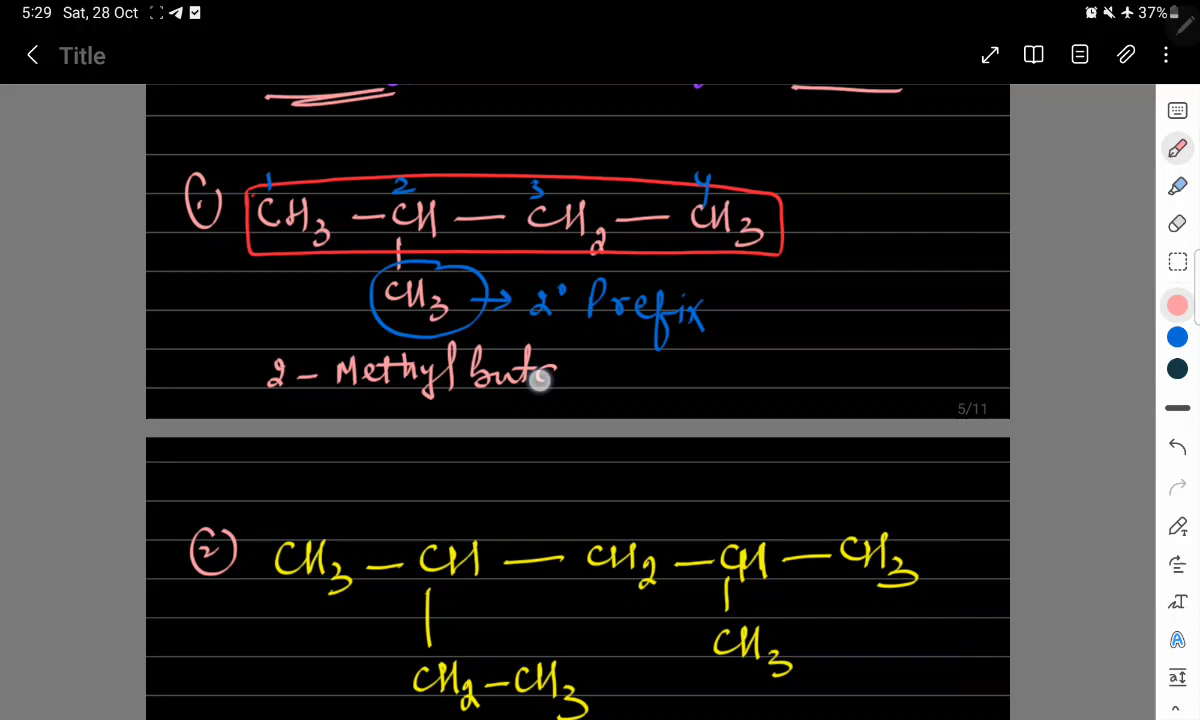 5:29 Sat, 28 Oct 37%
Title
(1) 1 2 3 4
CH3 – CH – CH2 – CH3
CH3 → 2° Prefix
2 – Methyl but
5/11
(2) CH3 – CH – CH2 – CH – CH3
CH3
CH2 – CH3